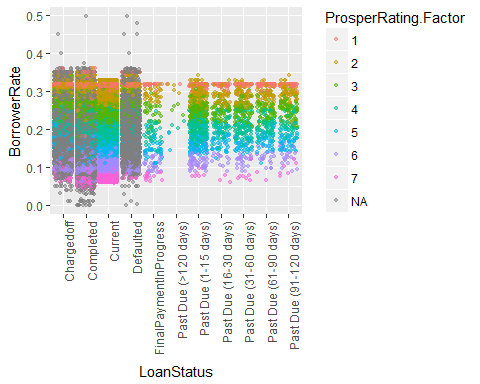 ProsperRating.Factor
1
2
3
4
5
6
7
NA
BorrowerRate
0.5
0.4
0.3
0.2
0.1
0.0
Chargedoff
Completed
Current
Defaulted
FinalPaymentInProgress
Past Due (>120 days)
Past Due (1-15 days)
Past Due (16-30 days)
Past Due (31-60 days)
Past Due (61-90 days)
Past Due (91-120 days)
LoanStatus